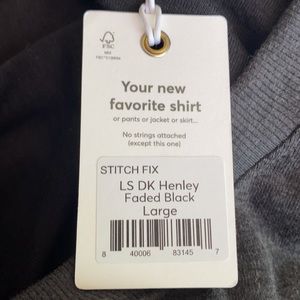 FSC
MIX
Your new
favorite shirt
or pants or jacket or skirt...
No strings attached
(except this one)
STITCH FIX
LS DK Henley
Faded Black
Large
8 40006 83145 7